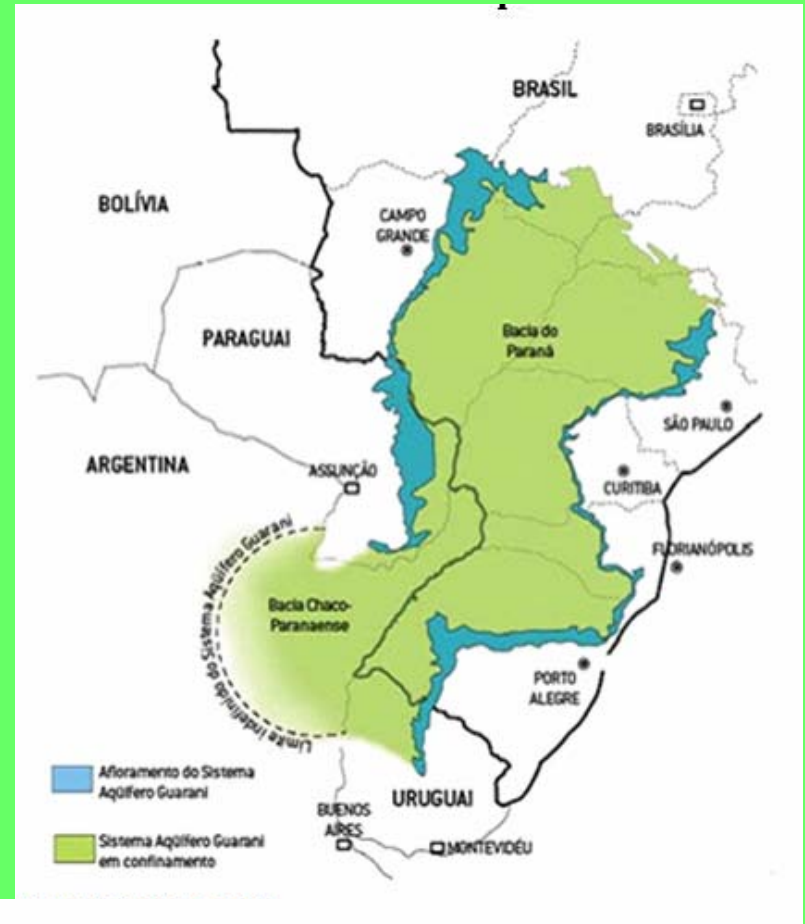 BRASIL
BRASÍLIA
BOLÍVIA
CAMPO
GRANDE
PARAGUAI
Bacia do
Paraná
SÃO PAULO
ARGENTINA
ASSUNÇÃO
CURITIBA
Limite indefinido do Sistema Aqüífero Guarani
FLORIANÓPOLIS
Bacia Chaco-
Paranaense
PORTO
ALEGRE
Afloramento do Sistema
Aqüífero Guarani
URUGUAI
BUENOS
AIRES
MONTEVIDÉU
Sistema Aqüífero Guarani
em confinamento